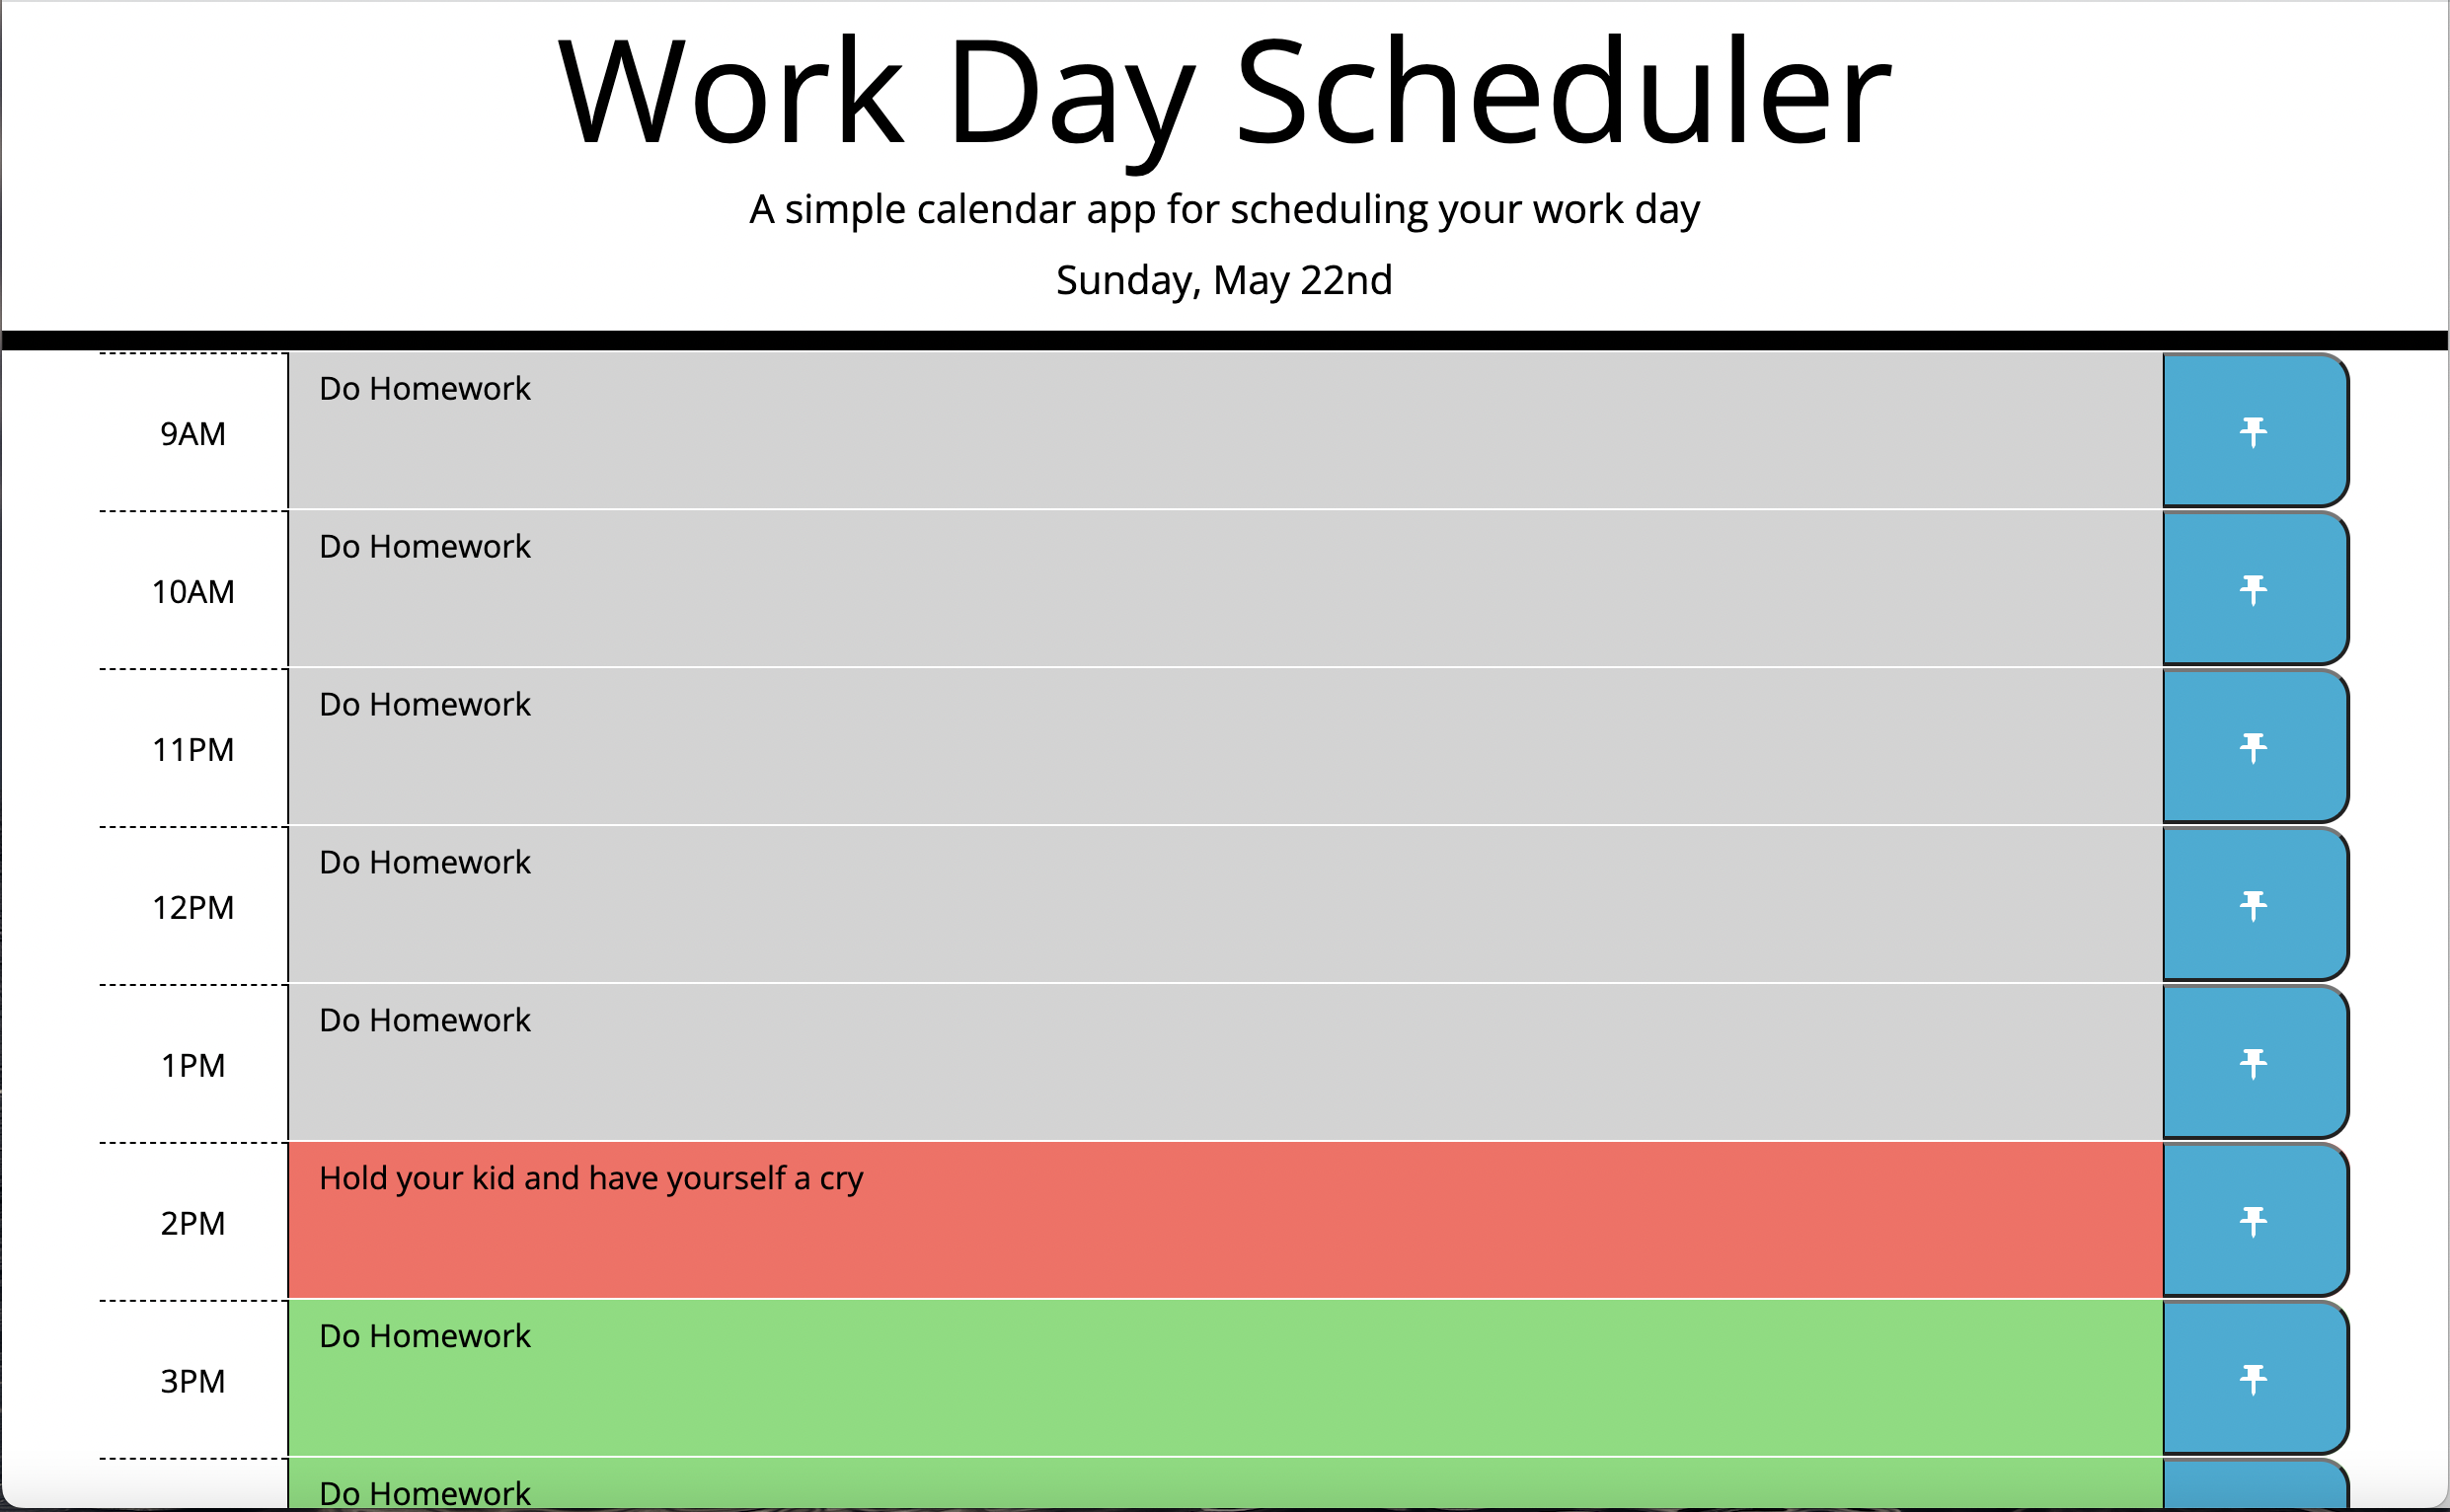 Work Day Scheduler
A simple calendar app for scheduling your work day
Sunday, May 22nd
9AM
Do Homework
10AM
Do Homework
11PM
Do Homework
12PM
Do Homework
1PM
Do Homework
2PM
Hold your kid and have yourself a cry
3PM
Do Homework
Do Homework